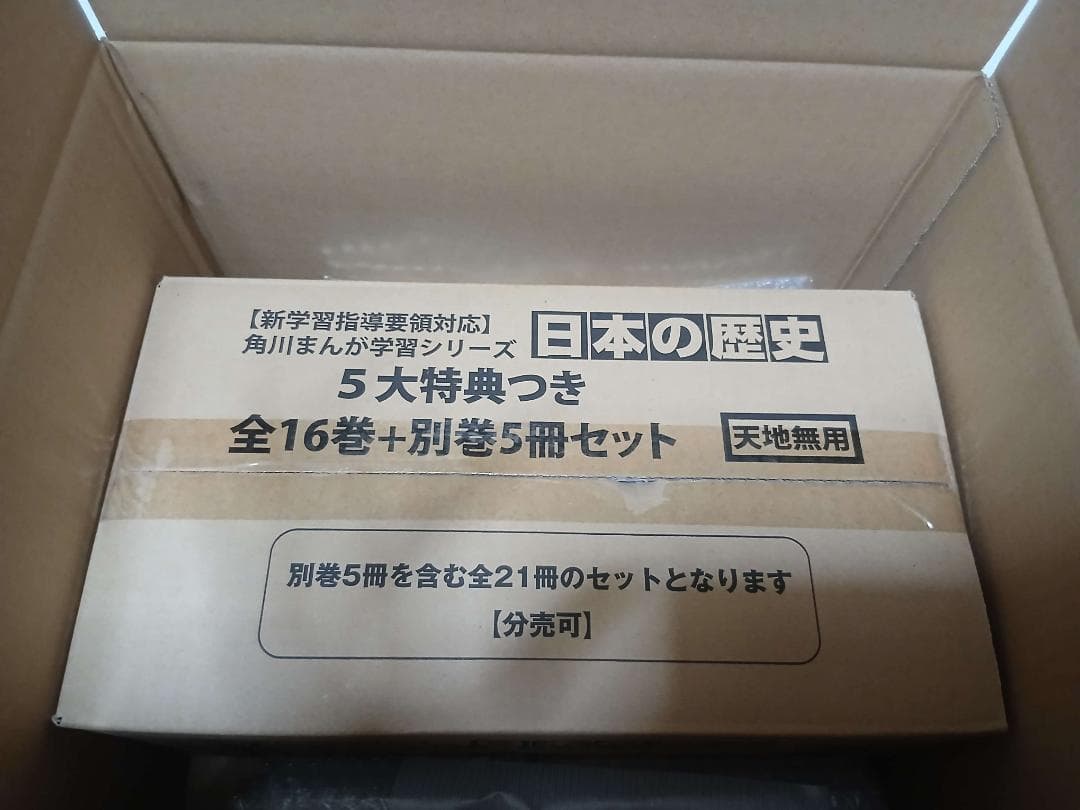 【新学習指導要領対応】
角川まんが学習シリーズ 日本の歴史
5大特典つき
全16巻+別巻5冊セット 天地無用
別巻5冊を含む全21冊のセットとなります
【分売可】